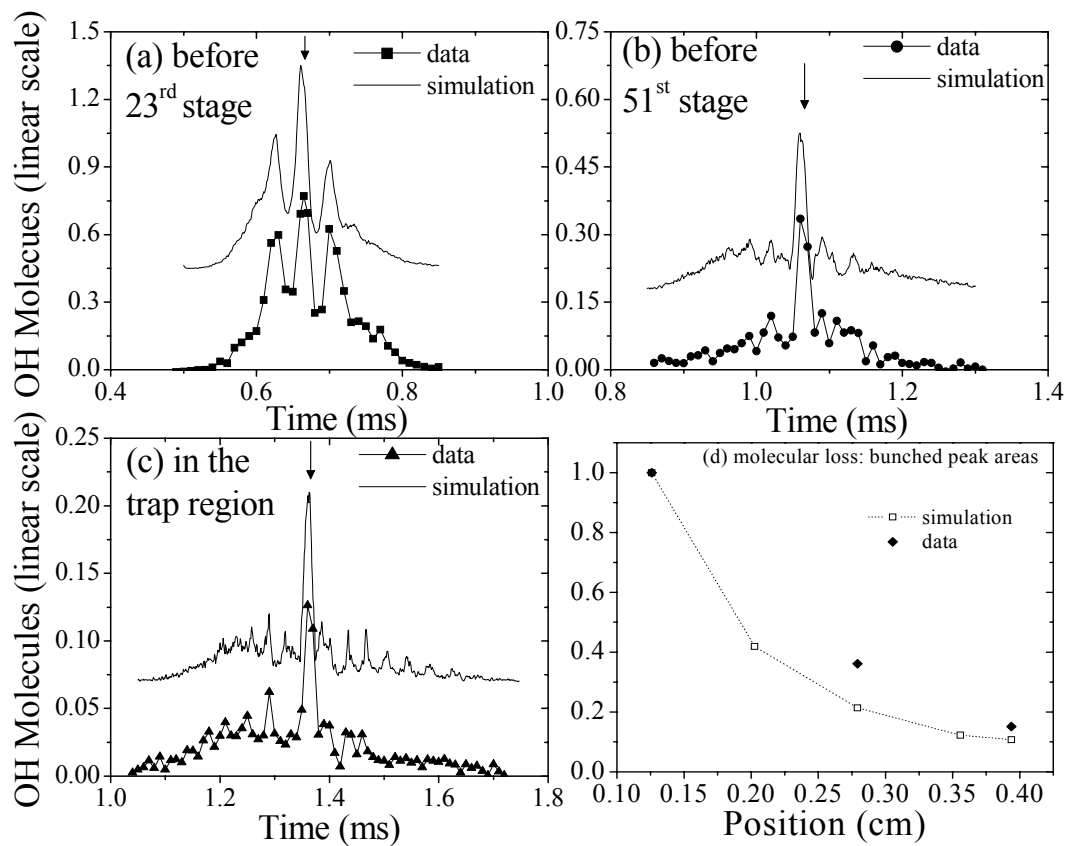 OH Molecues (linear scale)
1.5
1.2
0.9
0.6
0.3
0.0
(a) before
23rd stage
data
simulation
0.4
0.6
0.8
1.0
Time (ms)
0.75
0.60
0.45
0.30
0.15
0.00
(b) before
51st stage
data
simulation
0.8
1.0
1.2
1.4
Time (ms)
OH Molecules (linear scale)
0.25
0.20
0.15
0.10
0.05
0.00
(c) in the
trap region
data
simulation
1.0
1.2
1.4
1.6
1.8
Time (ms)
1.0
0.8
0.6
0.4
0.2
0.0
(d) molecular loss: bunched peak areas
simulation
data
0.10
0.15
0.20
0.25
0.30
0.35
0.40
Position (cm)